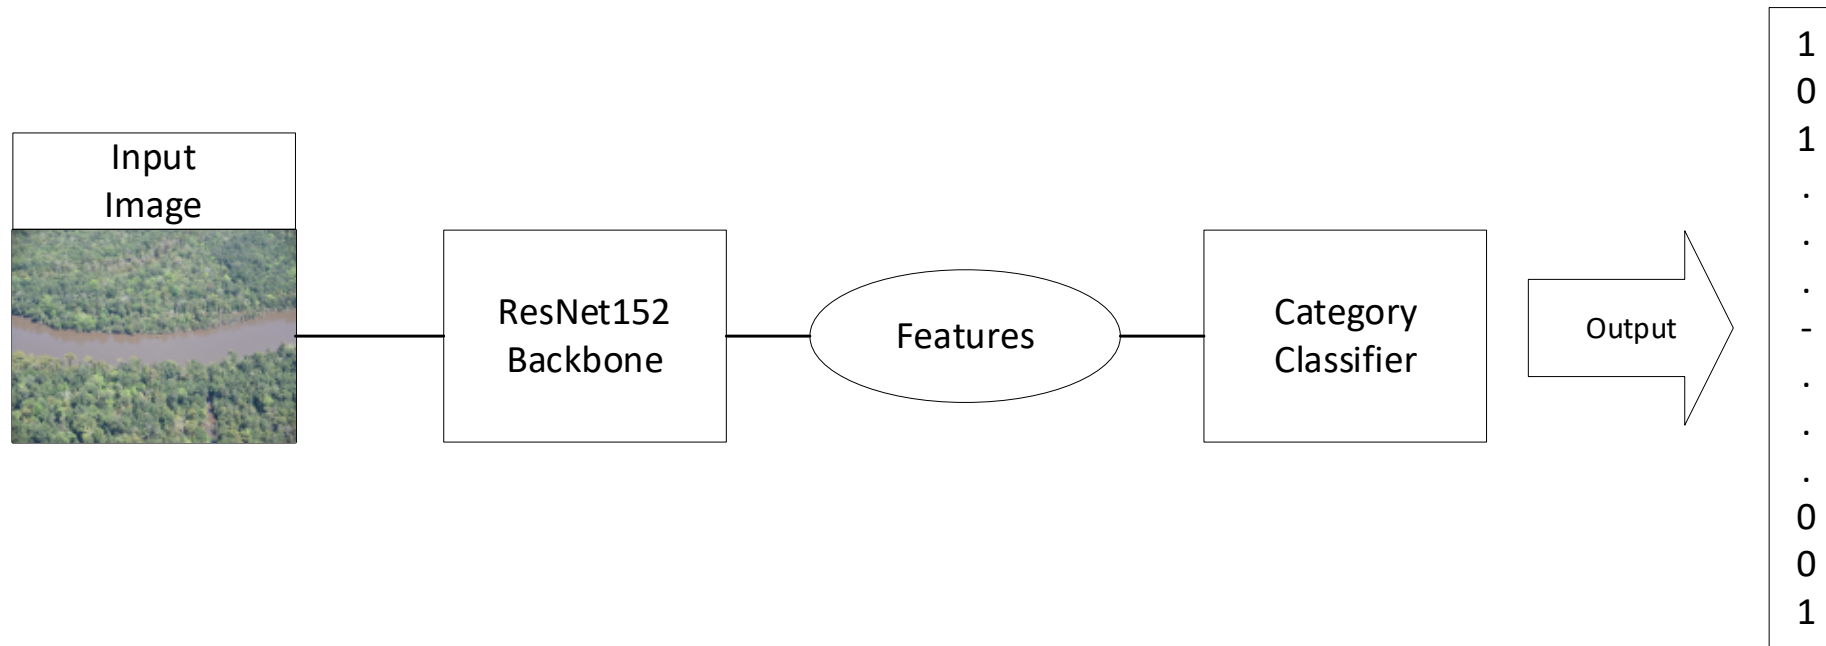 Input
Image
ResNet152
Backbone
Features
Category
Classifier
Output
1
0
1
.
.
.
-
.
.
.
0
0
1